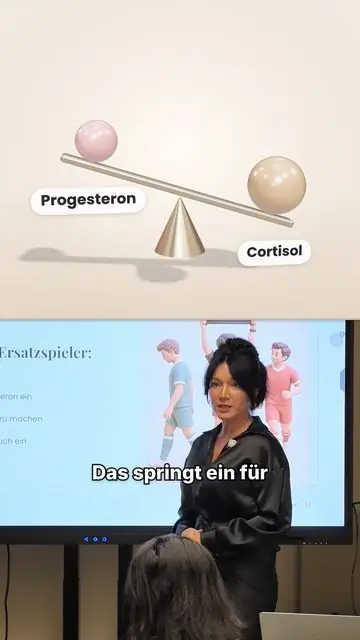 Progesteron
Cortisol
Ersatzspieler:
eron ein
zu machen
uch ein
Das springt ein für